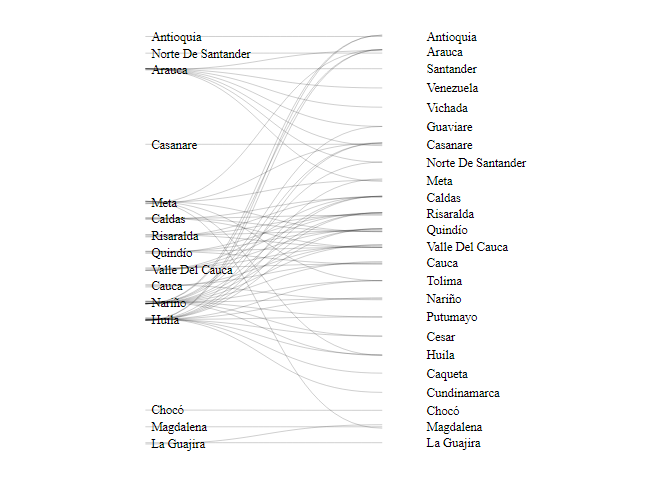 Antioquia
Norte De Santander
Arauca
Casanare
Meta
Caldas
Risaralda
Quindío
Valle Del Cauca
Cauca
Nariño
Huila
Chocó
Magdalena
La Guajira
Antioquia
Arauca
Santander
Venezuela
Vichada
Guaviare
Casanare
Norte De Santander
Meta
Caldas
Risaralda
Quindío
Valle Del Cauca
Cauca
Tolima
Nariño
Putumayo
Cesar
Huila
Caqueta
Cundinamarca
Chocó
Magdalena
La Guajira